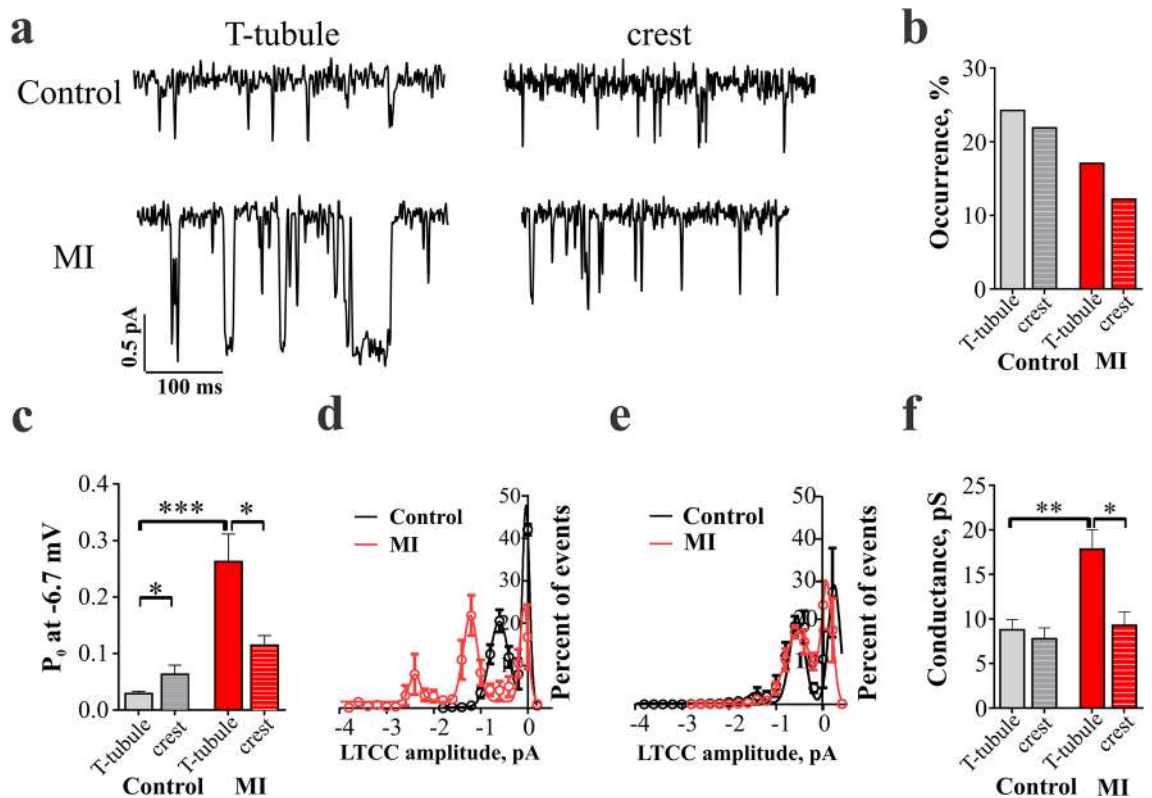 a
T-tubule
crest
Control
MI
0.5 pA
100 ms
b
Occurrence, %
30
20
10
0
T-tubule
crest
T-tubule
crest
Control MI
c
P0 at -6.7 mV
0.4
0.3
0.2
0.1
0.0
***
*
*
T-tubule
crest
T-tubule
crest
Control MI
d
Control
MI
50
40
30
20
10
Percent of events
-4 -3 -2 -1 0
LTCC amplitude, pA
e
Control
MI
50
40
30
20
Percent of events
-4 -3 -2 -1 0
LTCC amplitude, pA
f
Conductance, pS
25
20
15
10
5
0
**
*
T-tubule
crest
T-tubule
crest
Control MI